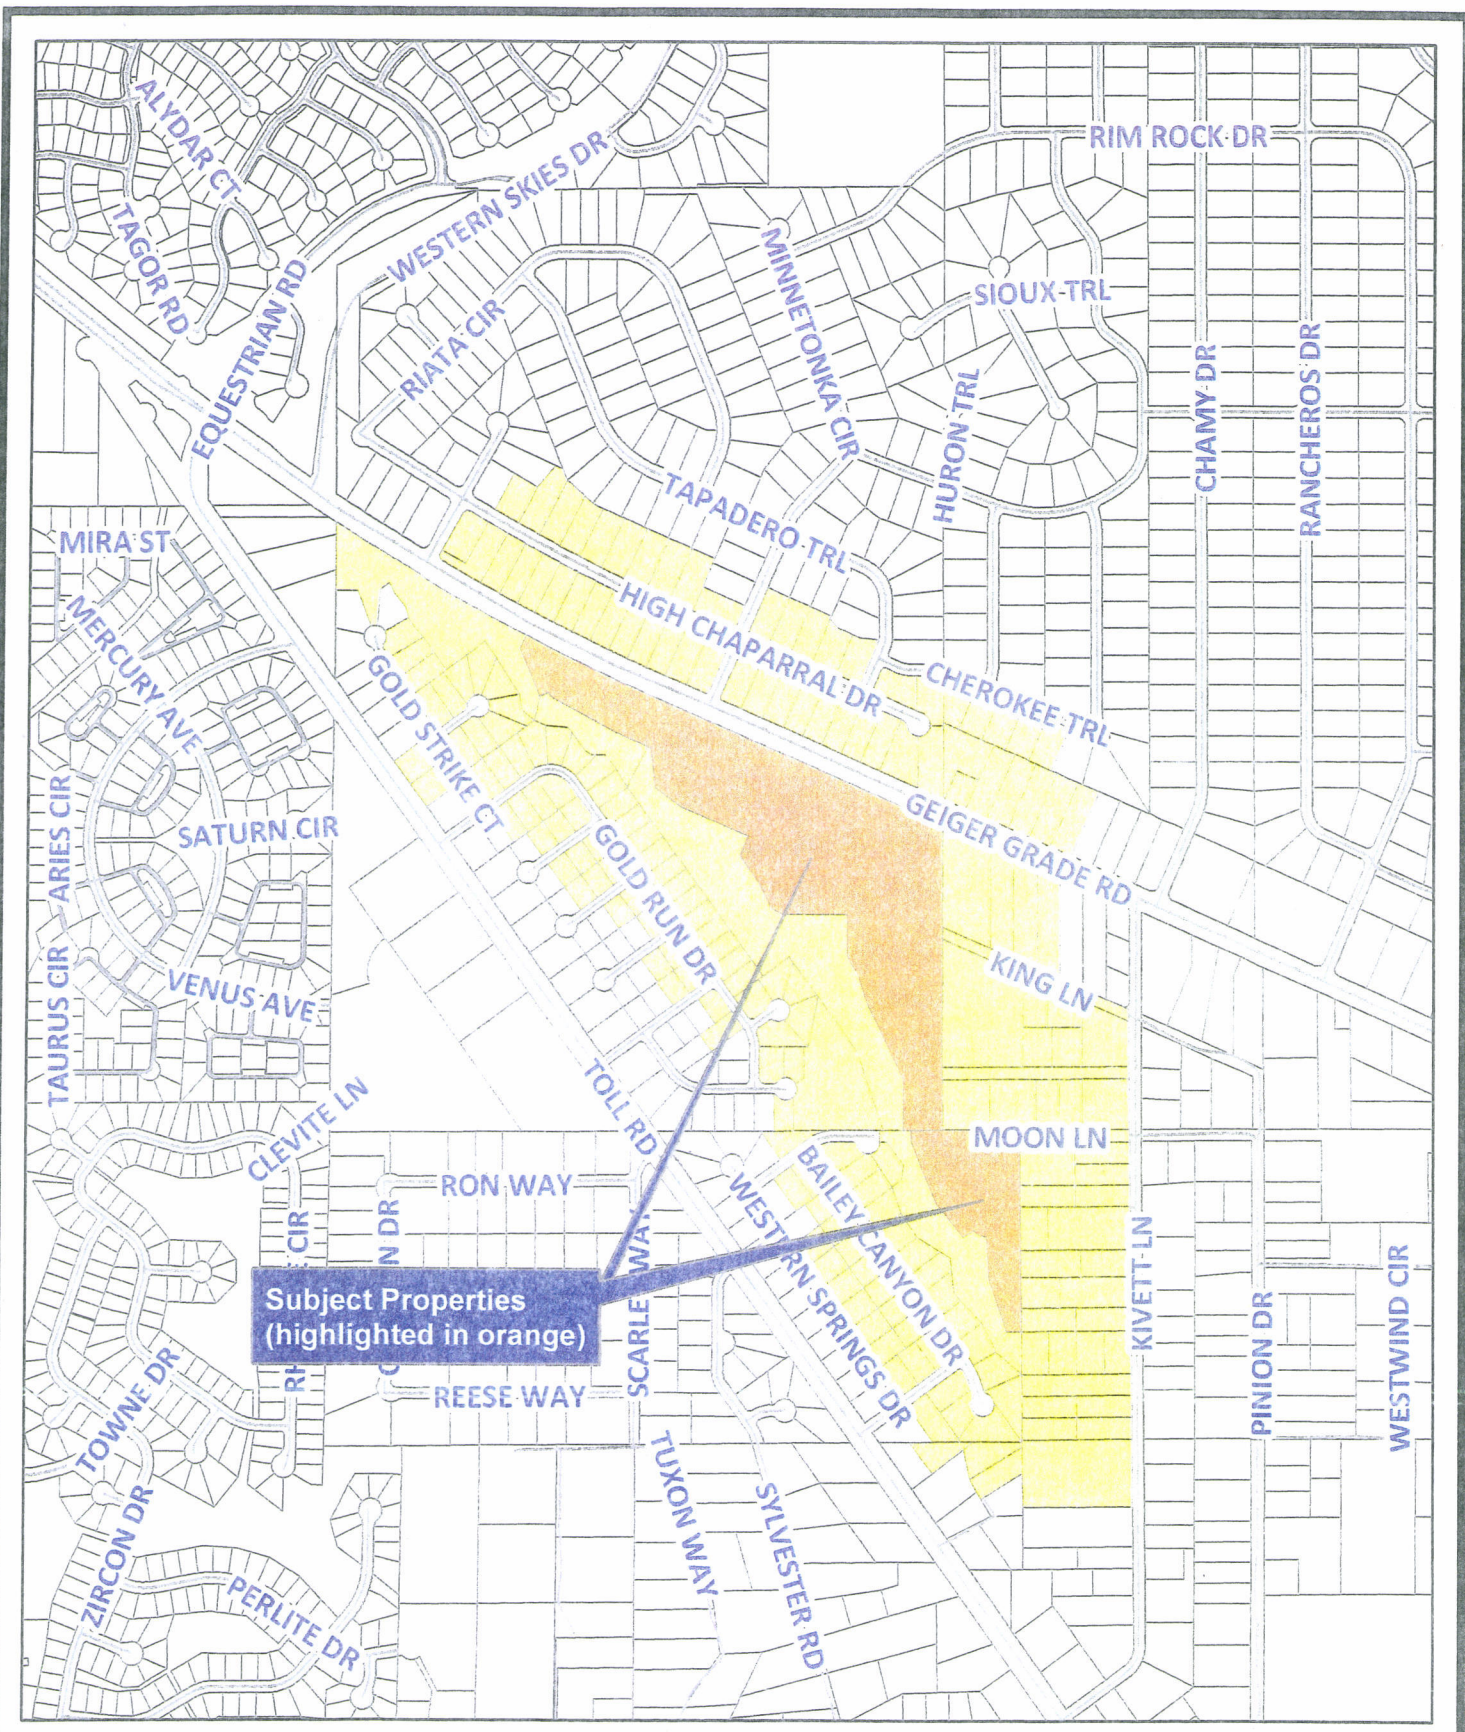 RIM ROCK DR
ALYDAR CT
WESTERN SKIES DR
TAGOR RD
MINNETONKA CIR
SIOUX TRL
EQUESTRIAN RD
RIATA CIR
CHAMY DR
RANCHEROS DR
HURON TRL
TAPADERO TRL
MIRA ST
HIGH CHAPARRAL DR
MERCURY AVE
CHEROKEE TRL
GOLD STRIKE CT
GEIGER GRADE RD
ARIES CIR
SATURN CIR
GOLD RUN DR
KING LN
TAURUS CIR
VENUS AVE
TOLL RD
CLEVITE LN
MOON LN
RON WAY
BAILEY CANYON DR
WESTERN SPRINGS DR
KIVETT LN
Subject Properties
(highlighted in orange)
PINION DR
WESTWIND CIR
TOWNE DR
REESE WAY
TUXON WAY
SYLVESTER RD
ZIRCON DR
PERLITE DR